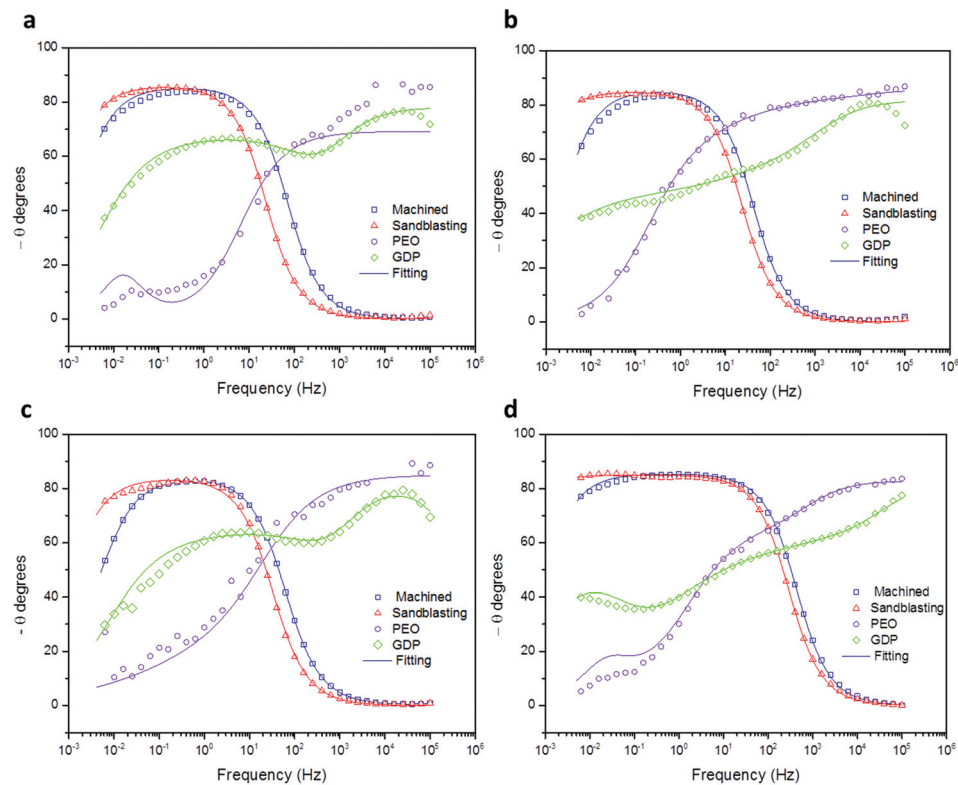 a
100
80
60
40
20
0
– θ degrees
Machined
Sandblasting
PEO
GDP
Fitting
10-3 10-2 10-1 100 101 102 103 104 105 106
Frequency (Hz)
b
100
80
60
40
20
0
– θ degrees
Machined
Sandblasting
PEO
GDP
Fitting
10-3 10-2 10-1 100 101 102 103 104 105 106
Frequency (Hz)
c
100
80
60
40
20
0
- θ degrees
Machined
Sandblasting
PEO
GDP
Fitting
10-3 10-2 10-1 100 101 102 103 104 105 106
Frequency (Hz)
d
100
80
60
40
20
0
– θ degrees
Machined
Sandblasting
PEO
GDP
Fitting
10-3 10-2 10-1 100 101 102 103 104 105 106
Frequency (Hz)